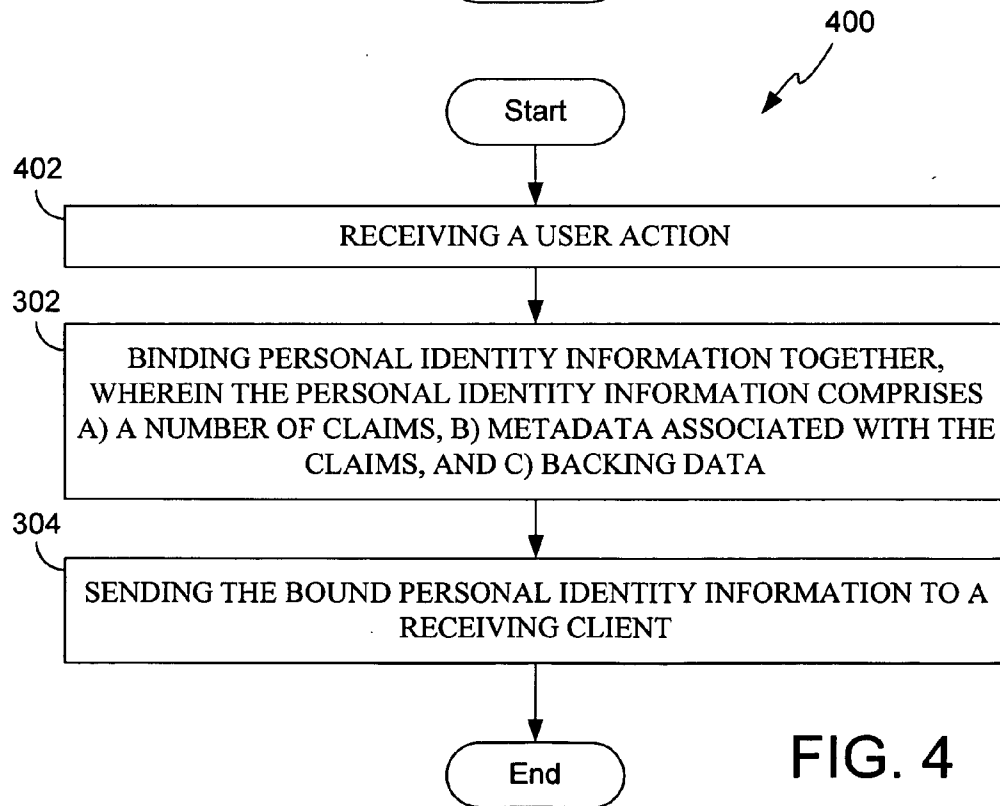 400
Start
402
RECEIVING A USER ACTION
302
BINDING PERSONAL IDENTITY INFORMATION TOGETHER,
WHEREIN THE PERSONAL IDENTITY INFORMATION COMPRISES
A) A NUMBER OF CLAIMS, B) METADATA ASSOCIATED WITH THE
CLAIMS, AND C) BACKING DATA
304
SENDING THE BOUND PERSONAL IDENTITY INFORMATION TO A
RECEIVING CLIENT
End
FIG. 4